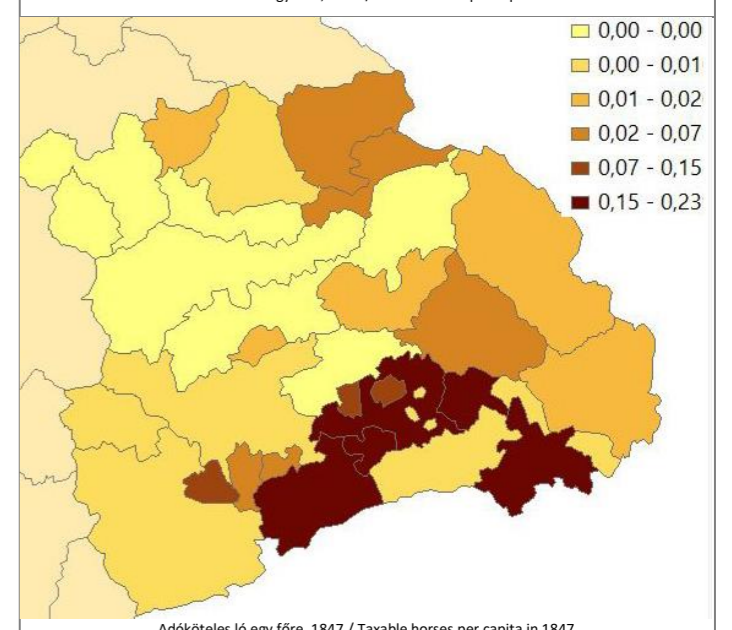 0,00 - 0,00
0,00 - 0,01
0,01 - 0,02
0,02 - 0,07
0,07 - 0,15
0,15 - 0,23
Adóköteles ló egy főre, 1847 / Taxable horses per capita in 1847